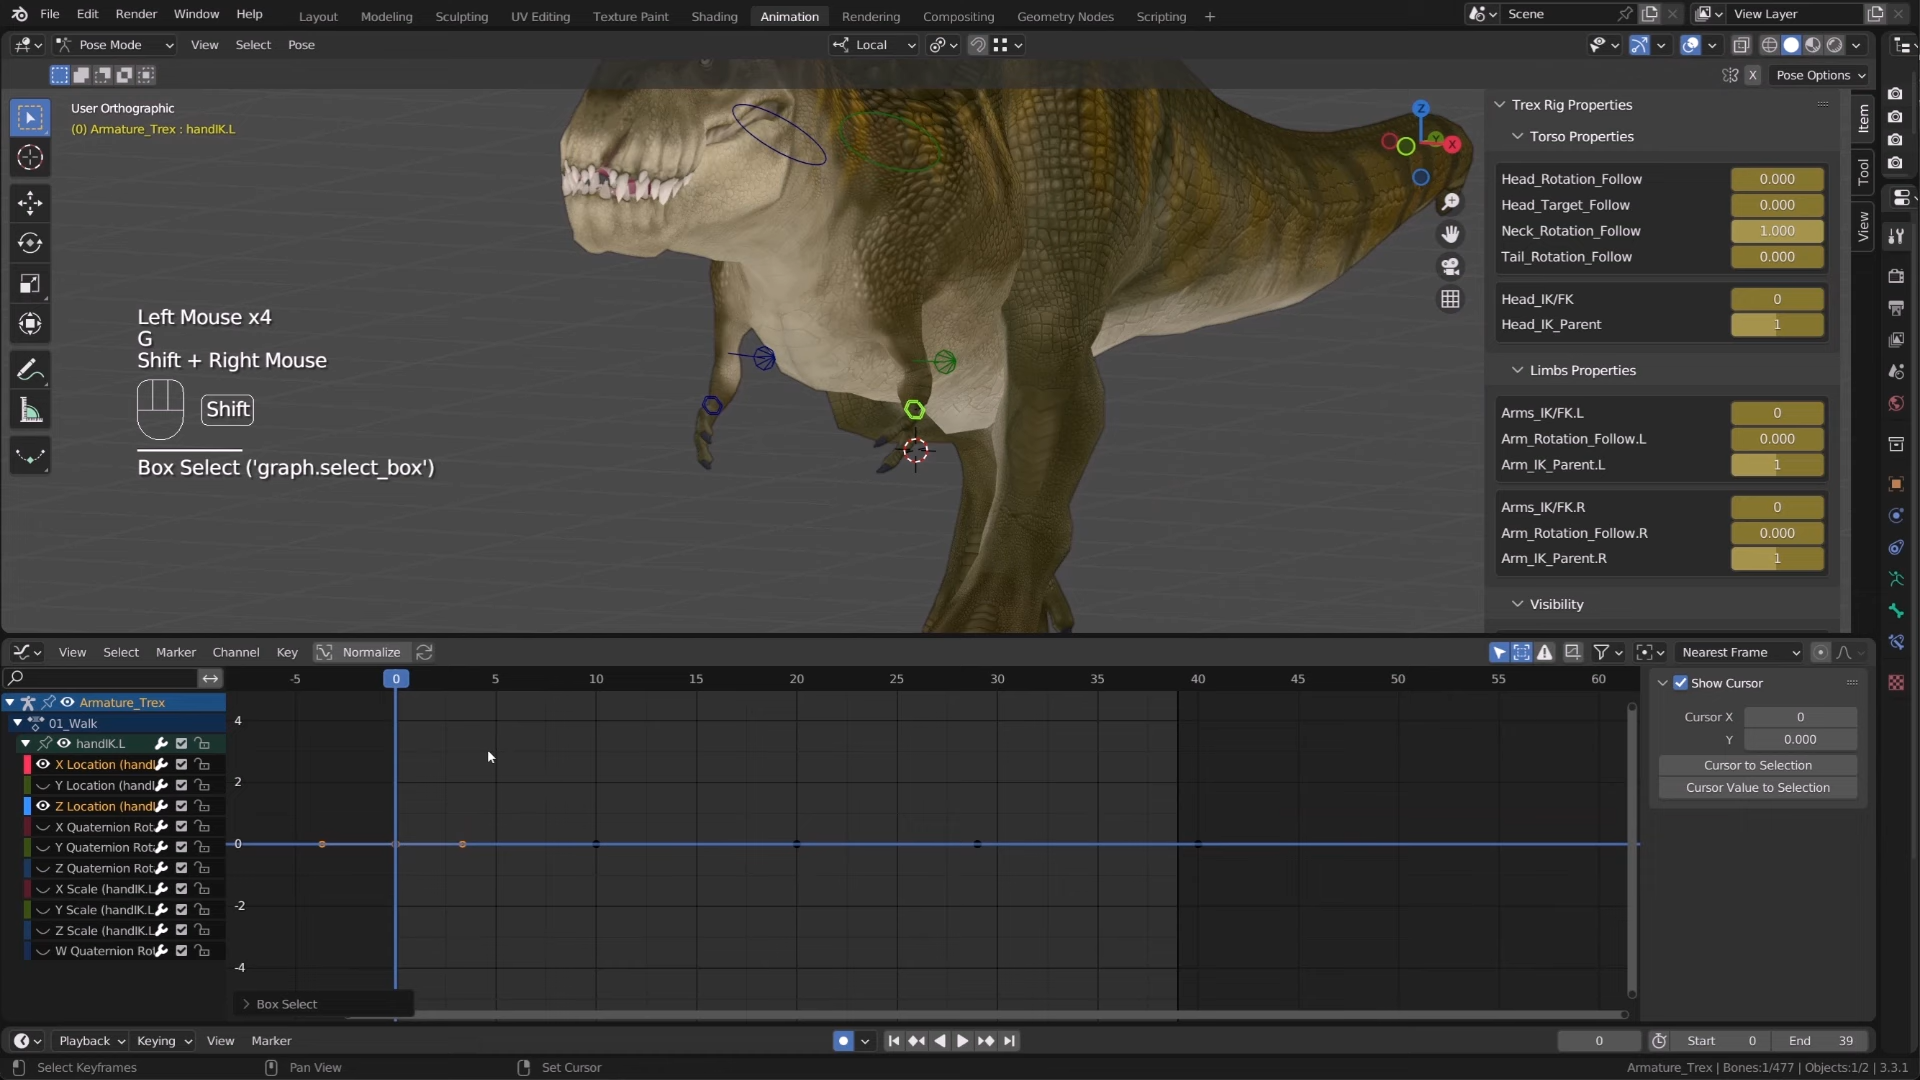 File Edit Render Window Help Layout Modeling Sculpting UV Editing Texture Paint Shading Animation Rendering Compositing Geometry Nodes Scripting + Scene View Layer
Pose Mode View Select Pose Local
X Pose Options
User Orthographic
(0) Armature_Trex : handIK.L
Left Mouse x4
G
Shift + Right Mouse
Shift
Box Select ('graph.select_box')
Z
Y
X
Item
Tool
View
Trex Rig Properties
Torso Properties
Head_Rotation_Follow 0.000
Head_Target_Follow 0.000
Neck_Rotation_Follow 1.000
Tail_Rotation_Follow 0.000
Head_IK/FK 0
Head_IK_Parent 1
Limbs Properties
Arms_IK/FK.L 0
Arm_Rotation_Follow.L 0.000
Arm_IK_Parent.L 1
Arms_IK/FK.R 0
Arm_Rotation_Follow.R 0.000
Arm_IK_Parent.R 1
Visibility
View Select Marker Channel Key Normalize Nearest Frame
-5 0 5 10 15 20 25 30 35 40 45 50 55 60
Armature_Trex
01_Walk
handIK.L
X Location (handI
Y Location (handI
Z Location (handI
X Quaternion Rot
Y Quaternion Rot
Z Quaternion Rot
X Scale (handIK.L
Y Scale (handIK.L
Z Scale (handIK.L
W Quaternion Rot
4
2
0
-2
-4
Box Select
Show Cursor
Cursor X 0
Y 0.000
Cursor to Selection
Cursor Value to Selection
Playback Keying View Marker 0 Start 0 End 39
Select Keyframes Pan View Set Cursor Armature_Trex | Bones:1/477 | Objects:1/2 | 3.3.1